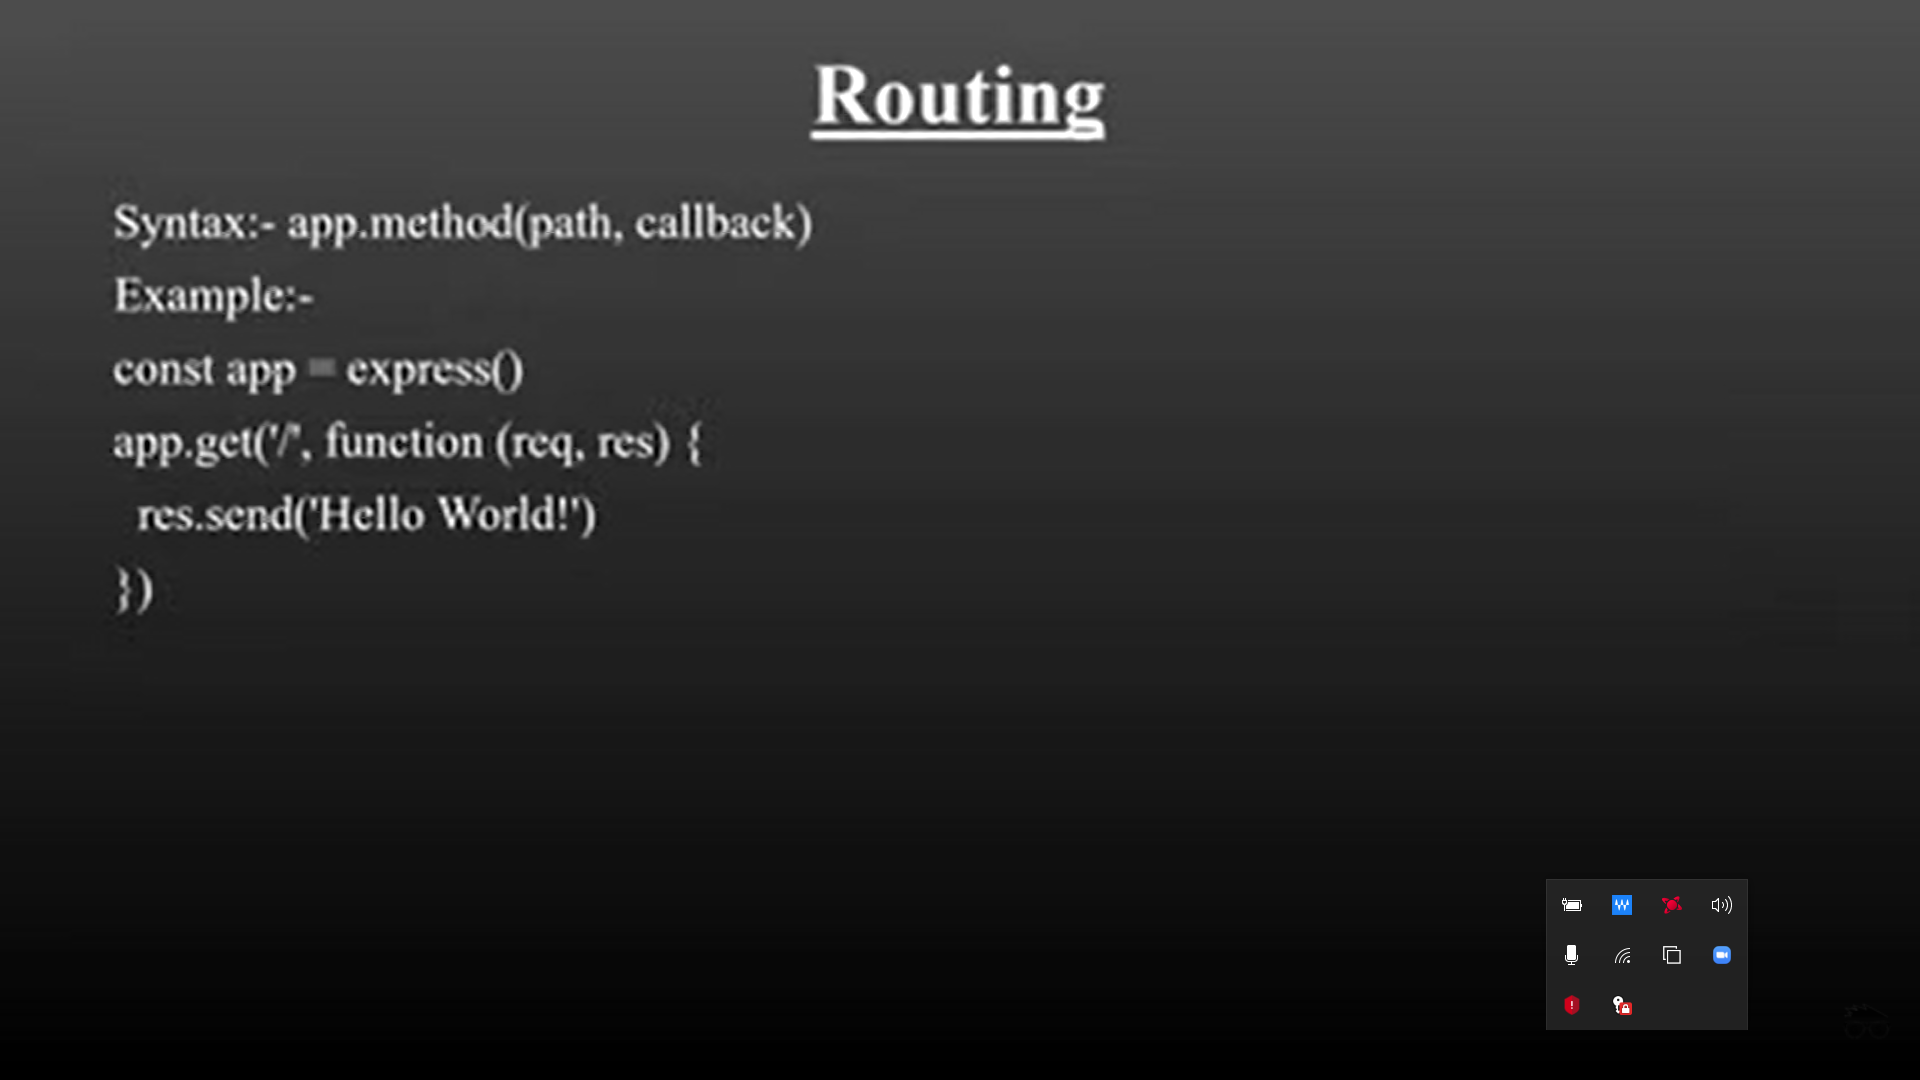 Routing
Syntax:- app.method(path, callback)
Example:-
const app = express()
app.get('/', function (req, res) {
res.send('Hello World!')
})